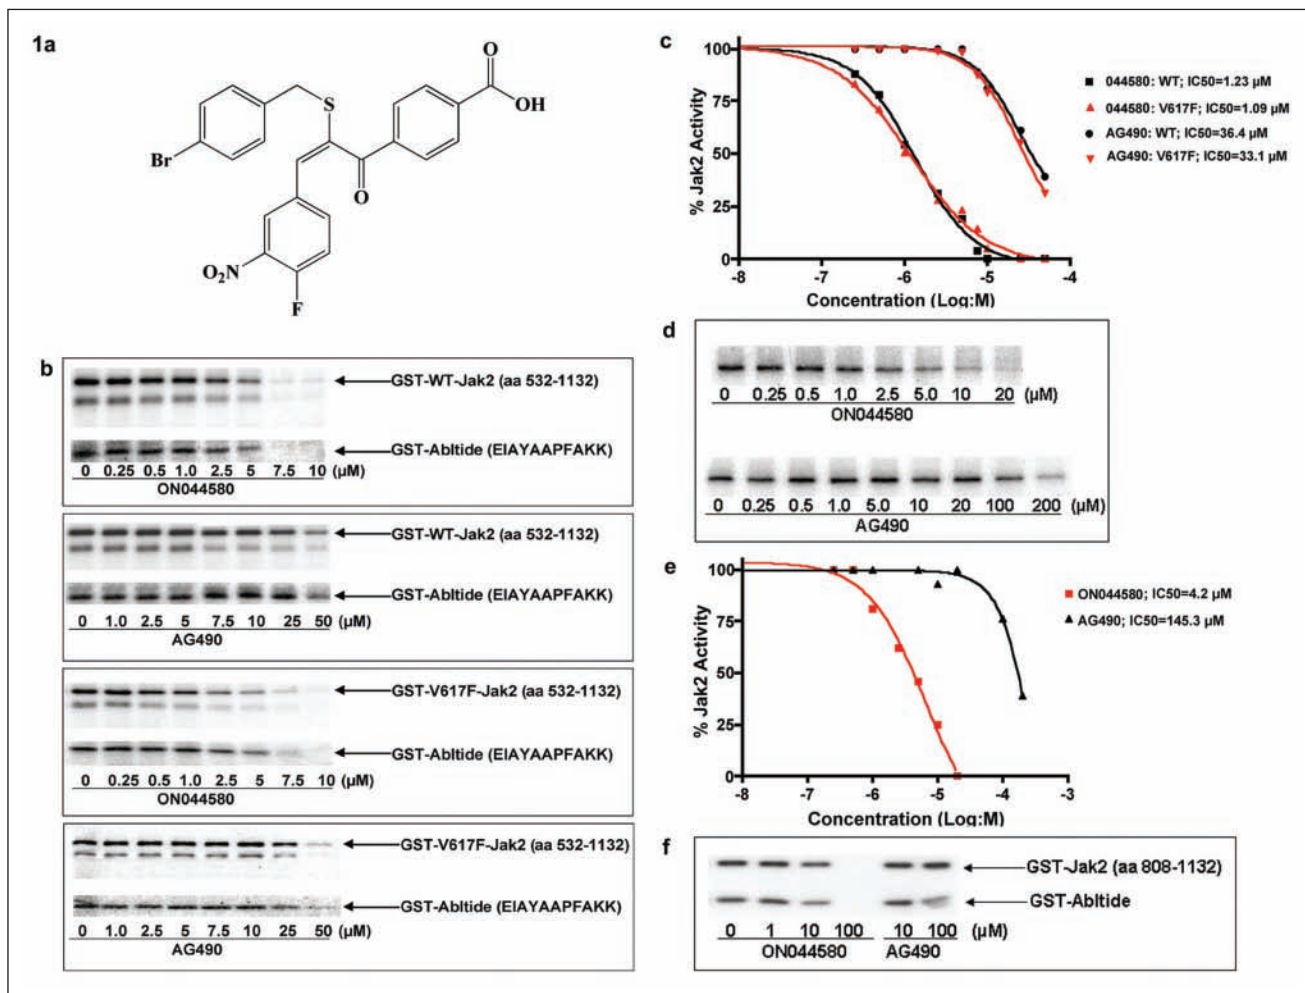 1a
O
S
OH
Br
O
O₂N
F
b
GST-WT-Jak2 (aa 532-1132)
GST-Abltide (EIAYAAPFAKK)
0 0.25 0.5 1.0 2.5 5 7.5 10 (µM)
ON044580
GST-WT-Jak2 (aa 532-1132)
GST-Abltide (EIAYAAPFAKK)
0 1.0 2.5 5 7.5 10 25 50 (µM)
AG490
GST-V617F-Jak2 (aa 532-1132)
GST-Abltide (EIAYAAPFAKK)
0 0.25 0.5 1.0 2.5 5 7.5 10 (µM)
ON044580
GST-V617F-Jak2 (aa 532-1132)
GST-Abltide (EIAYAAPFAKK)
0 1.0 2.5 5 7.5 10 25 50 (µM)
AG490
c
% Jak2 Activity
100
75
50
25
0
-8 -7 -6 -5 -4
Concentration (Log:M)
044580: WT; IC50=1.23 µM
044580: V617F; IC50=1.09 µM
AG490: WT; IC50=36.4 µM
AG490: V617F; IC50=33.1 µM
d
0 0.25 0.5 1.0 2.5 5.0 10 20 (µM)
ON044580
0 0.25 0.5 1.0 5.0 10 20 100 200 (µM)
AG490
e
% Jak2 Activity
100
75
50
25
0
-8 -7 -6 -5 -4 -3
Concentration (Log:M)
ON044580; IC50=4.2 µM
AG490; IC50=145.3 µM
f
GST-Jak2 (aa 808-1132)
GST-Abltide
0 1 10 100 10 100 (µM)
ON044580 AG490